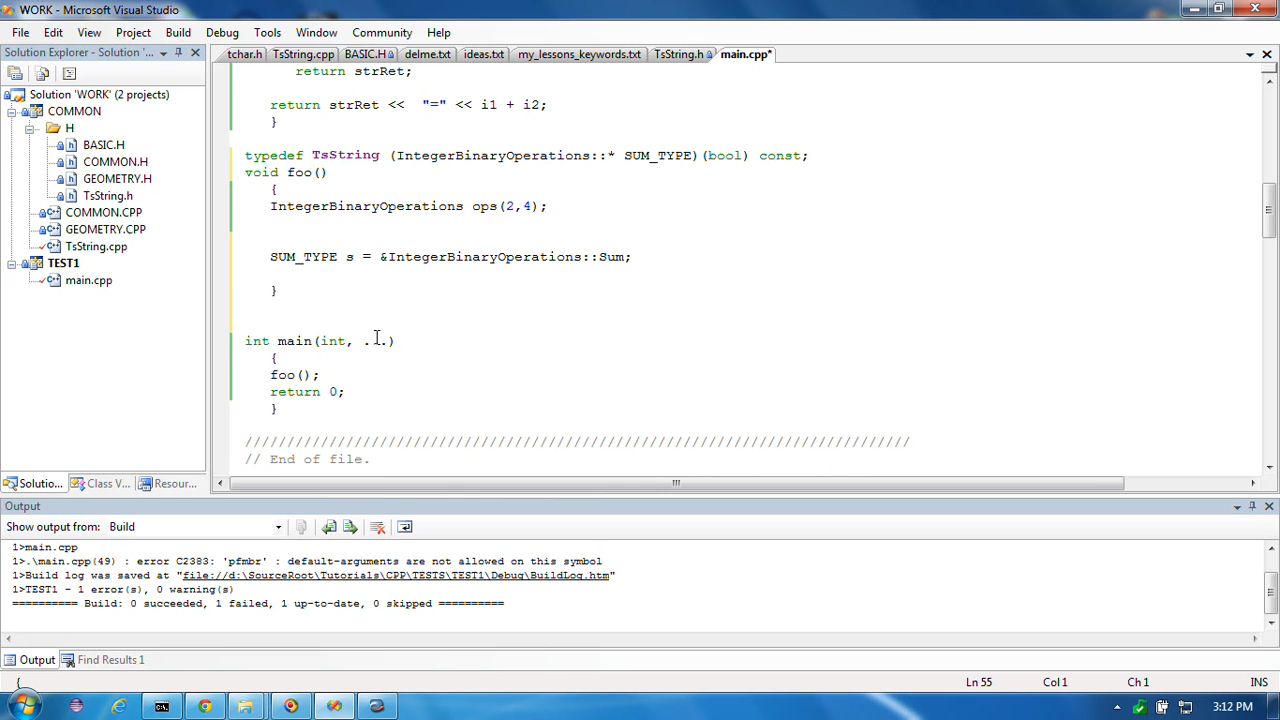 WORK - Microsoft Visual Studio
File Edit View Project Build Debug Tools Window Community Help
Solution Explorer - Solution '...
tchar.h TsString.cpp BASIC.H delme.txt ideas.txt my_lessons_keywords.txt TsString.h main.cpp*
Solution 'WORK' (2 projects)
COMMON
H
BASIC.H
COMMON.H
GEOMETRY.H
TsString.h
COMMON.CPP
GEOMETRY.CPP
TsString.cpp
TEST1
main.cpp
Solutio... Class V... Resour...
return strRet;
return strRet << "=" << i1 + i2;
}
typedef TsString (IntegerBinaryOperations::* SUM_TYPE)(bool) const;
void foo()
{
IntegerBinaryOperations ops(2,4);
SUM_TYPE s = &IntegerBinaryOperations::Sum;
}
int main(int, ...)
{
foo();
return 0;
}
///////////////////////////////////////////////////////////////////////////////
// End of file.
Output
Show output from: Build
1>main.cpp
1>.\main.cpp(49) : error C2383: 'pfmbr' : default-arguments are not allowed on this symbol
1>Build log was saved at "file://d:\SourceRoot\Tutorials\CPP\TESTS\TEST1\Debug\BuildLog.htm"
1>TEST1 - 1 error(s), 0 warning(s)
========== Build: 0 succeeded, 1 failed, 1 up-to-date, 0 skipped ==========
Output Find Results 1
{ Ln 55 Col 1 Ch 1 INS
3:12 PM